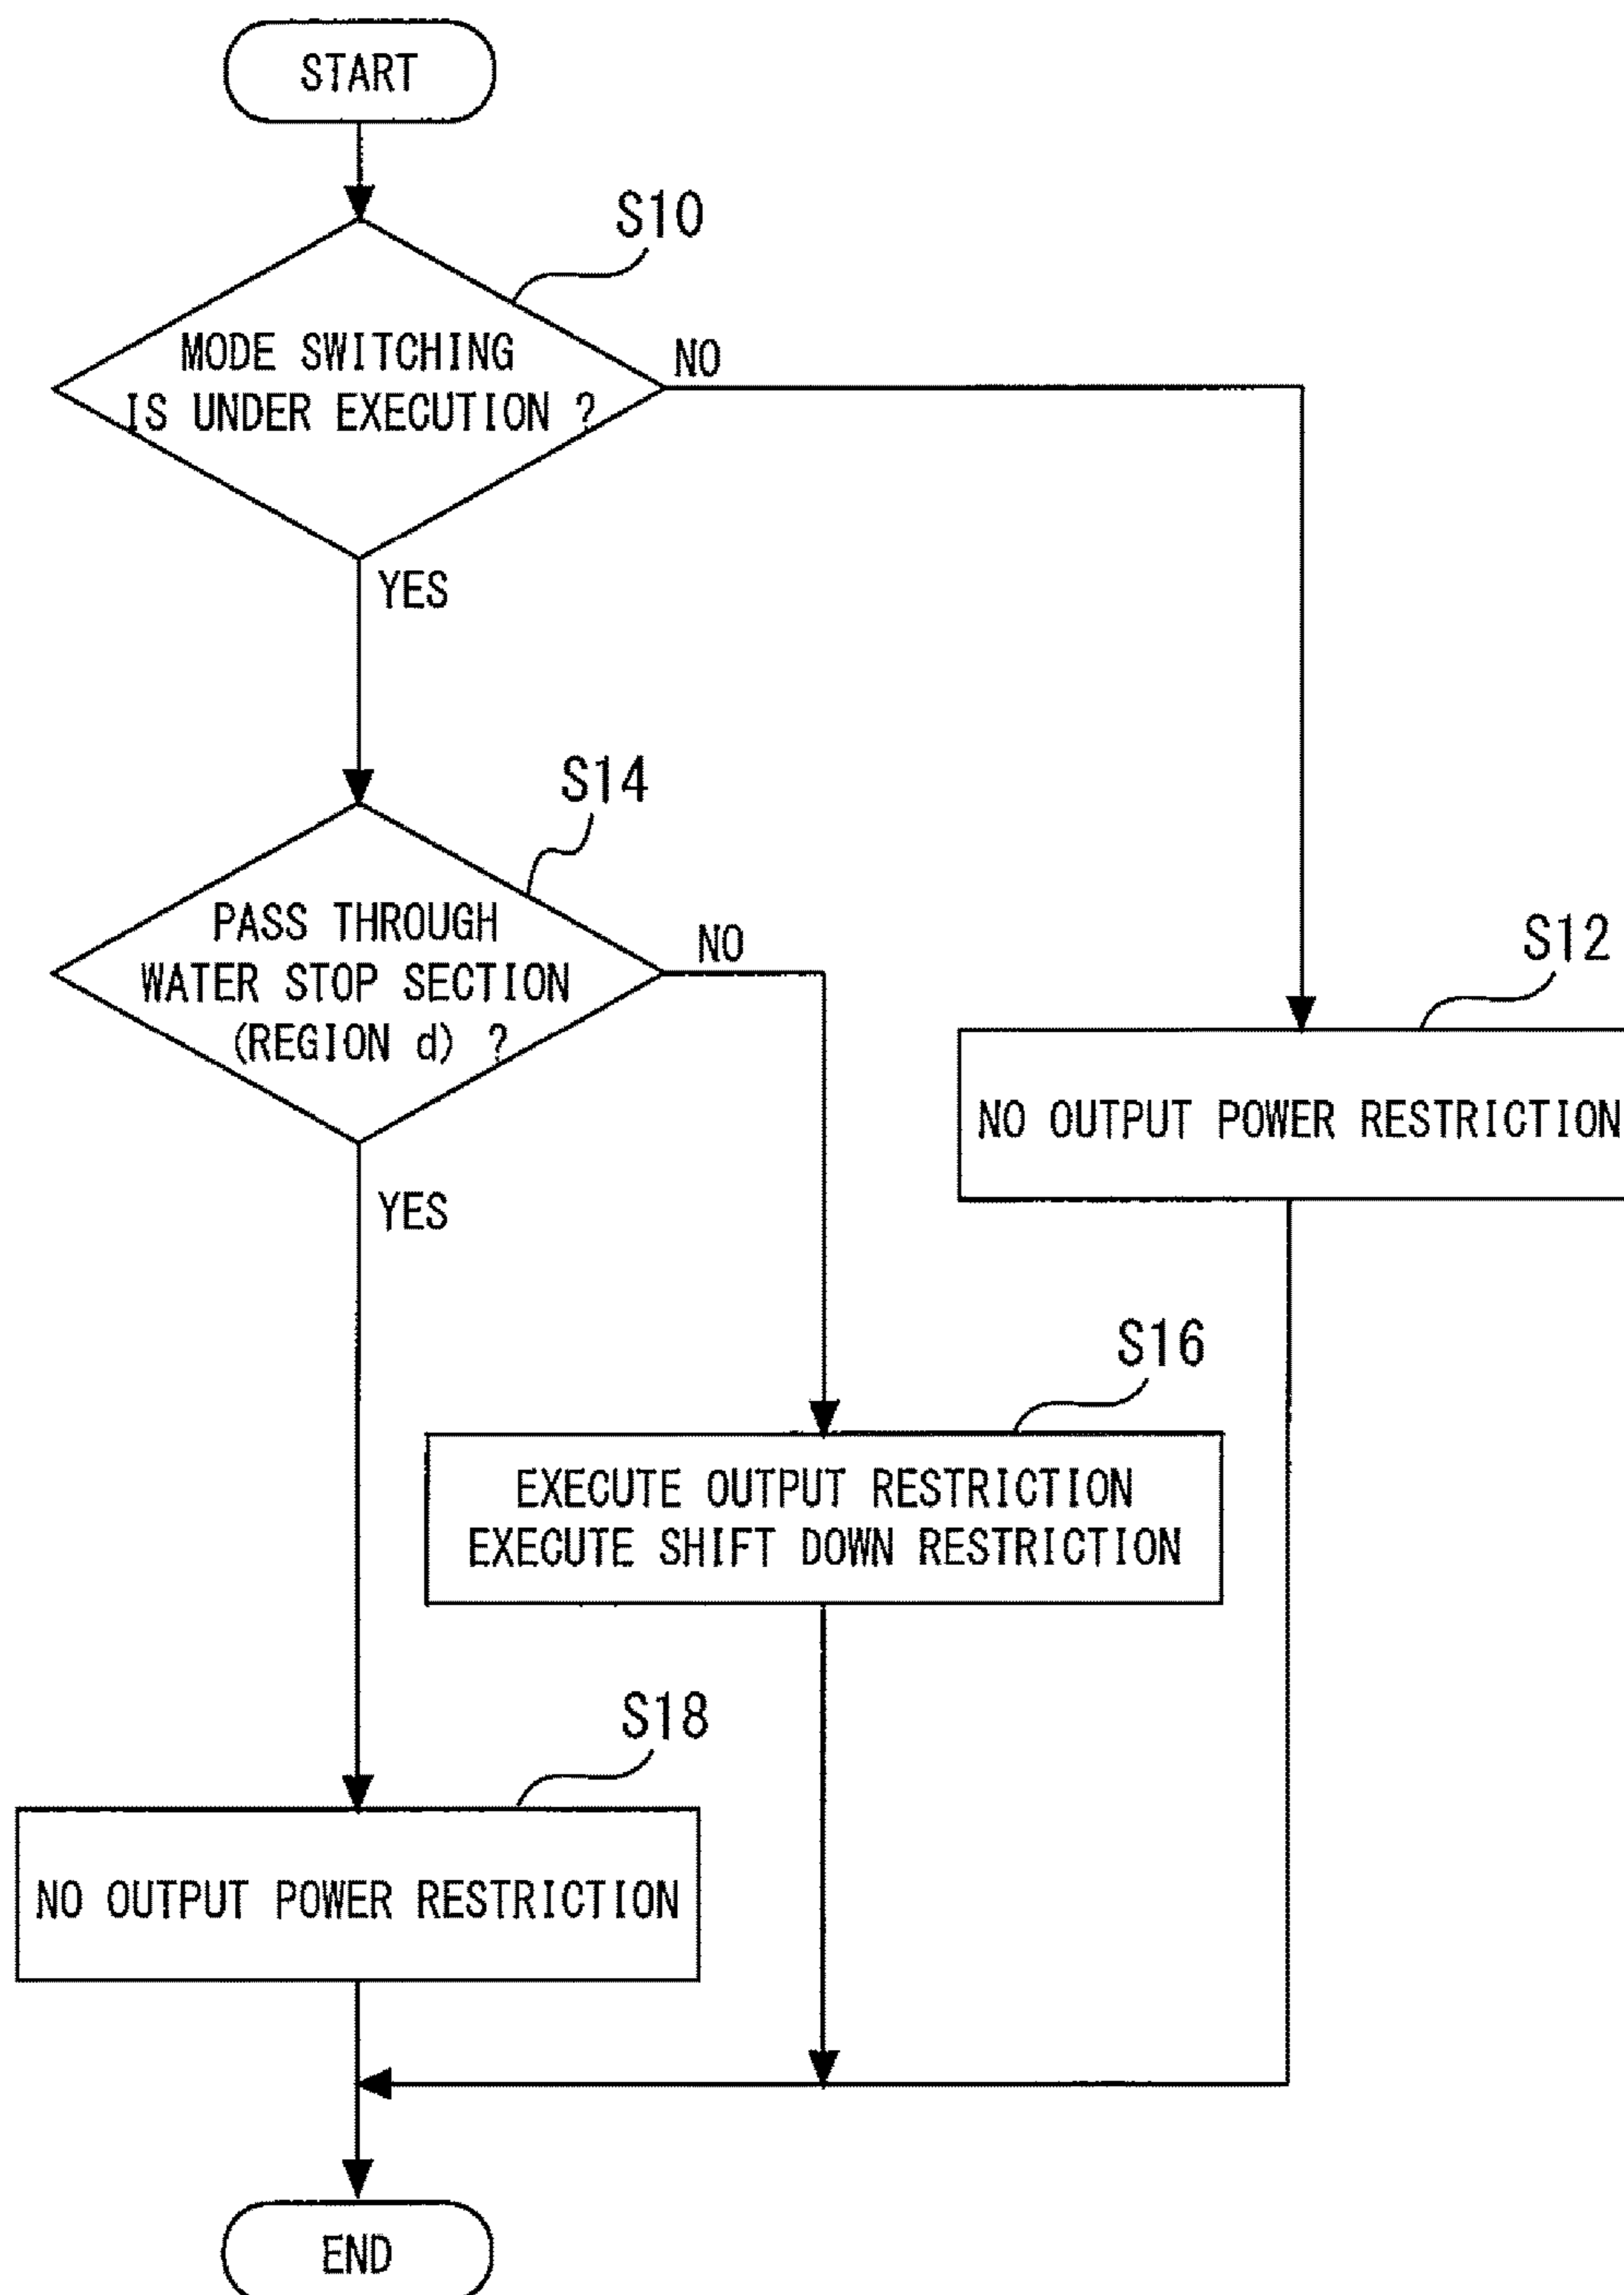 START
S10
MODE SWITCHING
IS UNDER EXECUTION ?
NO
YES
S14
PASS THROUGH
WATER STOP SECTION
(REGION d) ?
NO
YES
S12
NO OUTPUT POWER RESTRICTION
S16
EXECUTE OUTPUT RESTRICTION
EXECUTE SHIFT DOWN RESTRICTION
S18
NO OUTPUT POWER RESTRICTION
END